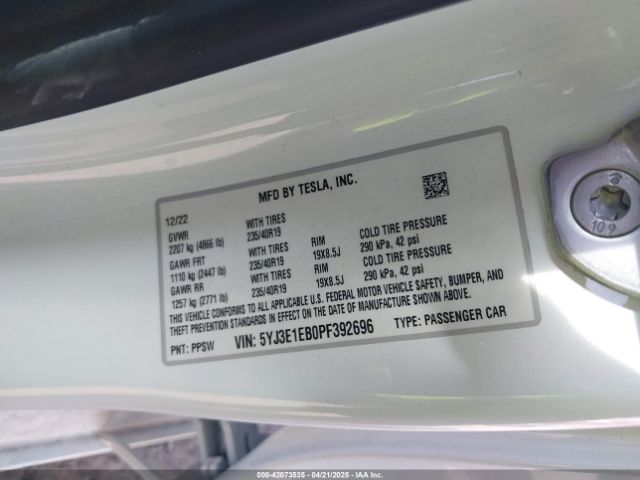 MFD BY TESLA, INC.
12/22
GVWR WITH TIRES
2207 kg (4866 lb) 235/40R19 RIM COLD TIRE PRESSURE
GAWR FRT WITH TIRES 19X8.5J 290 kPa, 42 psi
1110 kg (2447 lb) 235/40R19 RIM COLD TIRE PRESSURE
GAWR RR WITH TIRES 19X8.5J 290 kPa, 42 psi
1257 kg (2771 lb) 235/40R19
THIS VEHICLE CONFORMS TO ALL APPLICABLE U.S. FEDERAL MOTOR VEHICLE SAFETY, BUMPER, AND
THEFT PREVENTION STANDARDS IN EFFECT ON THE DATE OF MANUFACTURE SHOWN ABOVE.
PNT: PPSW VIN: 5YJ3E1EB0PF392696 TYPE: PASSENGER CAR
10.9
000-42073535 - 04/21/2025 - IAAI.COM